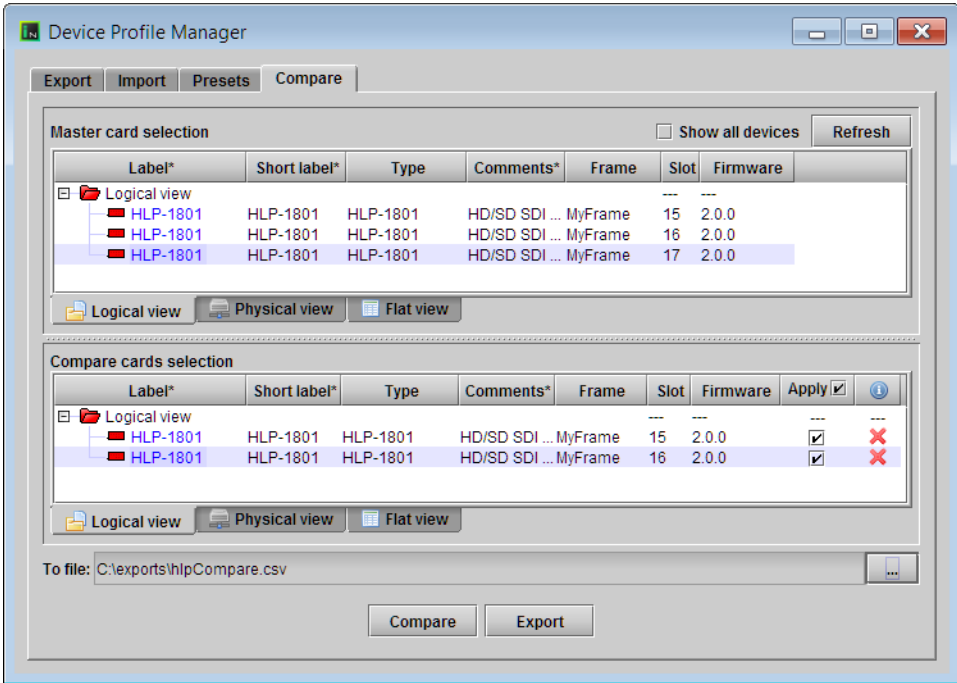 Device Profile Manager
Export Import Presets Compare
Master card selection Show all devices Refresh
Label* Short label* Type Comments* Frame Slot Firmware
Logical view --- ---
HLP-1801 HLP-1801 HLP-1801 HD/SD SDI ... MyFrame 15 2.0.0
HLP-1801 HLP-1801 HLP-1801 HD/SD SDI ... MyFrame 16 2.0.0
HLP-1801 HLP-1801 HLP-1801 HD/SD SDI ... MyFrame 17 2.0.0
Logical view Physical view Flat view
Compare cards selection
Label* Short label* Type Comments* Frame Slot Firmware Apply
Logical view --- --- --- ---
HLP-1801 HLP-1801 HLP-1801 HD/SD SDI ... MyFrame 15 2.0.0
HLP-1801 HLP-1801 HLP-1801 HD/SD SDI ... MyFrame 16 2.0.0
Logical view Physical view Flat view
To file: C:\exports\hlpCompare.csv ...
Compare Export